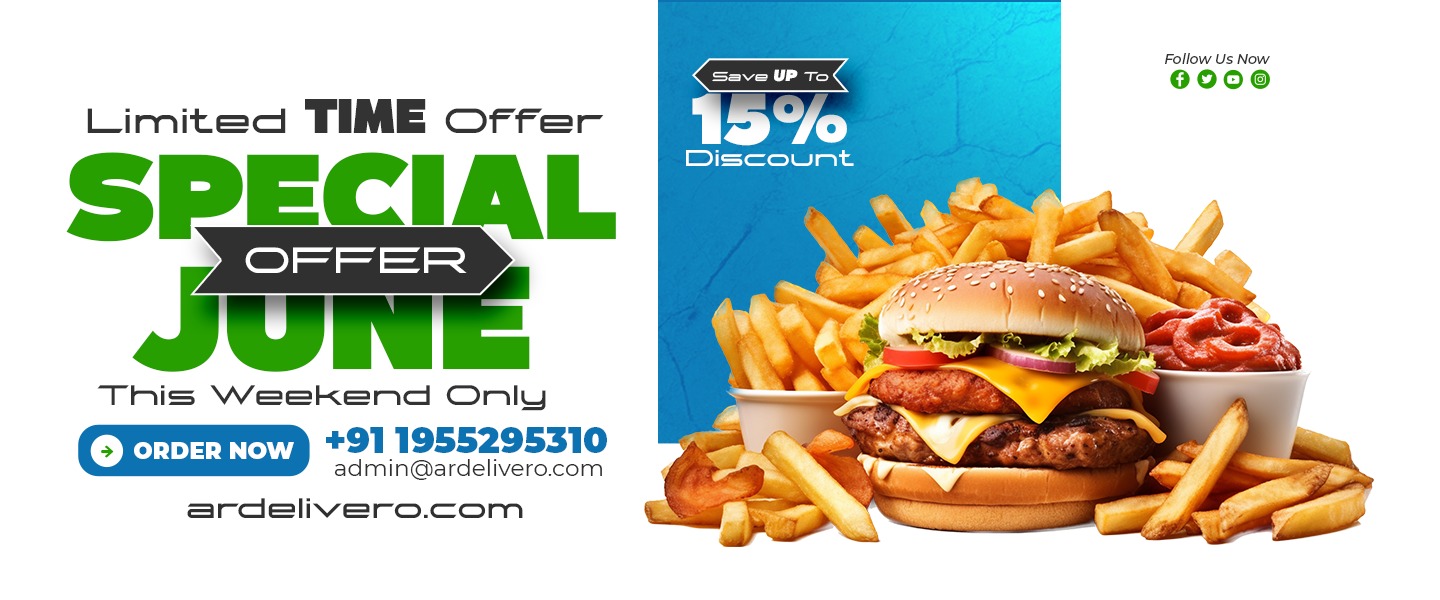 Limited TIME Offer
SPECIAL
OFFER
JUNE
This Weekend Only
ORDER NOW
+91 1955295310
admin@ardelivero.com
ardelivero.com
Save UP To
15%
Discount
Follow Us Now